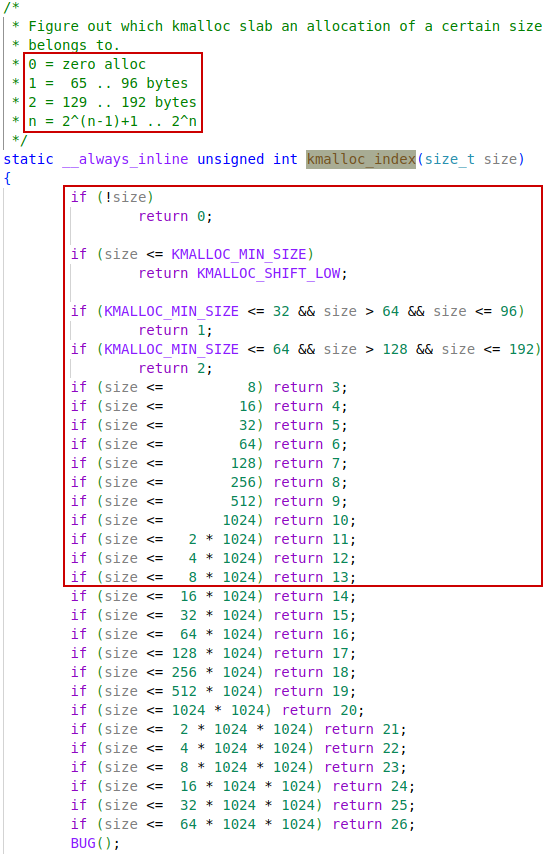 /*
 * Figure out which kmalloc slab an allocation of a certain size
 * belongs to.
 * 0 = zero alloc
 * 1 =  65 .. 96 bytes
 * 2 = 129 .. 192 bytes
 * n = 2^(n-1)+1 .. 2^n
 */
static __always_inline unsigned int kmalloc_index(size_t size)
{
        if (!size)
                return 0;

        if (size <= KMALLOC_MIN_SIZE)
                return KMALLOC_SHIFT_LOW;

        if (KMALLOC_MIN_SIZE <= 32 && size > 64 && size <= 96)
                return 1;
        if (KMALLOC_MIN_SIZE <= 64 && size > 128 && size <= 192)
                return 2;
        if (size <=          8) return 3;
        if (size <=         16) return 4;
        if (size <=         32) return 5;
        if (size <=         64) return 6;
        if (size <=        128) return 7;
        if (size <=        256) return 8;
        if (size <=        512) return 9;
        if (size <=       1024) return 10;
        if (size <=   2 * 1024) return 11;
        if (size <=   4 * 1024) return 12;
        if (size <=   8 * 1024) return 13;
        if (size <=  16 * 1024) return 14;
        if (size <=  32 * 1024) return 15;
        if (size <=  64 * 1024) return 16;
        if (size <= 128 * 1024) return 17;
        if (size <= 256 * 1024) return 18;
        if (size <= 512 * 1024) return 19;
        if (size <= 1024 * 1024) return 20;
        if (size <=  2 * 1024 * 1024) return 21;
        if (size <=  4 * 1024 * 1024) return 22;
        if (size <=  8 * 1024 * 1024) return 23;
        if (size <=  16 * 1024 * 1024) return 24;
        if (size <=  32 * 1024 * 1024) return 25;
        if (size <=  64 * 1024 * 1024) return 26;
        BUG();